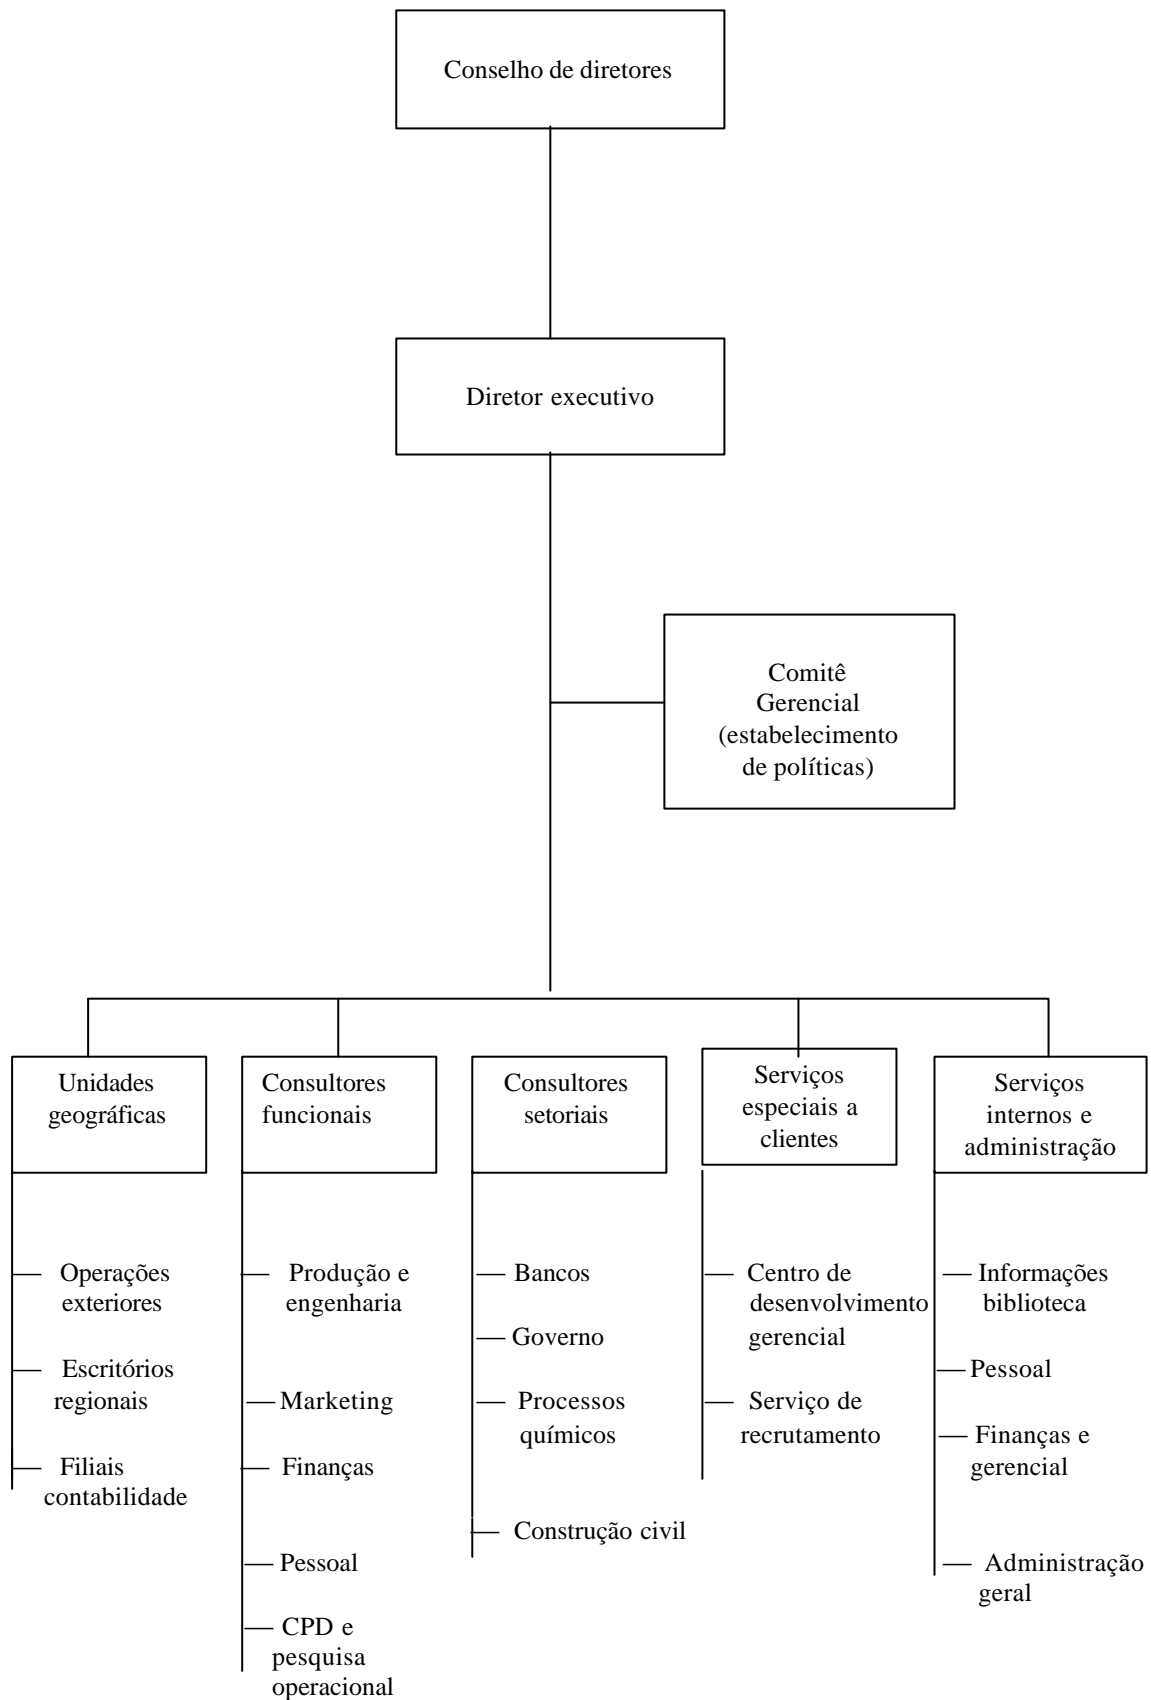 Conselho de diretores
Diretor executivo
Comitê
Gerencial
(estabelecimento
de políticas)
Unidades
geográficas
Operações
exteriores
Escritórios
regionais
Filiais
contabilidade
Consultores
funcionais
Produção e
engenharia
Marketing
Finanças
Pessoal
CPD e
pesquisa
operacional
Consultores
setoriais
Bancos
Governo
Processos
químicos
Construção civil
Serviços
especiais a
clientes
Centro de
desenvolvimento
gerencial
Serviço de
recrutamento
Serviços
internos e
administração
Informações
biblioteca
Pessoal
Finanças e
gerencial
Administração
geral